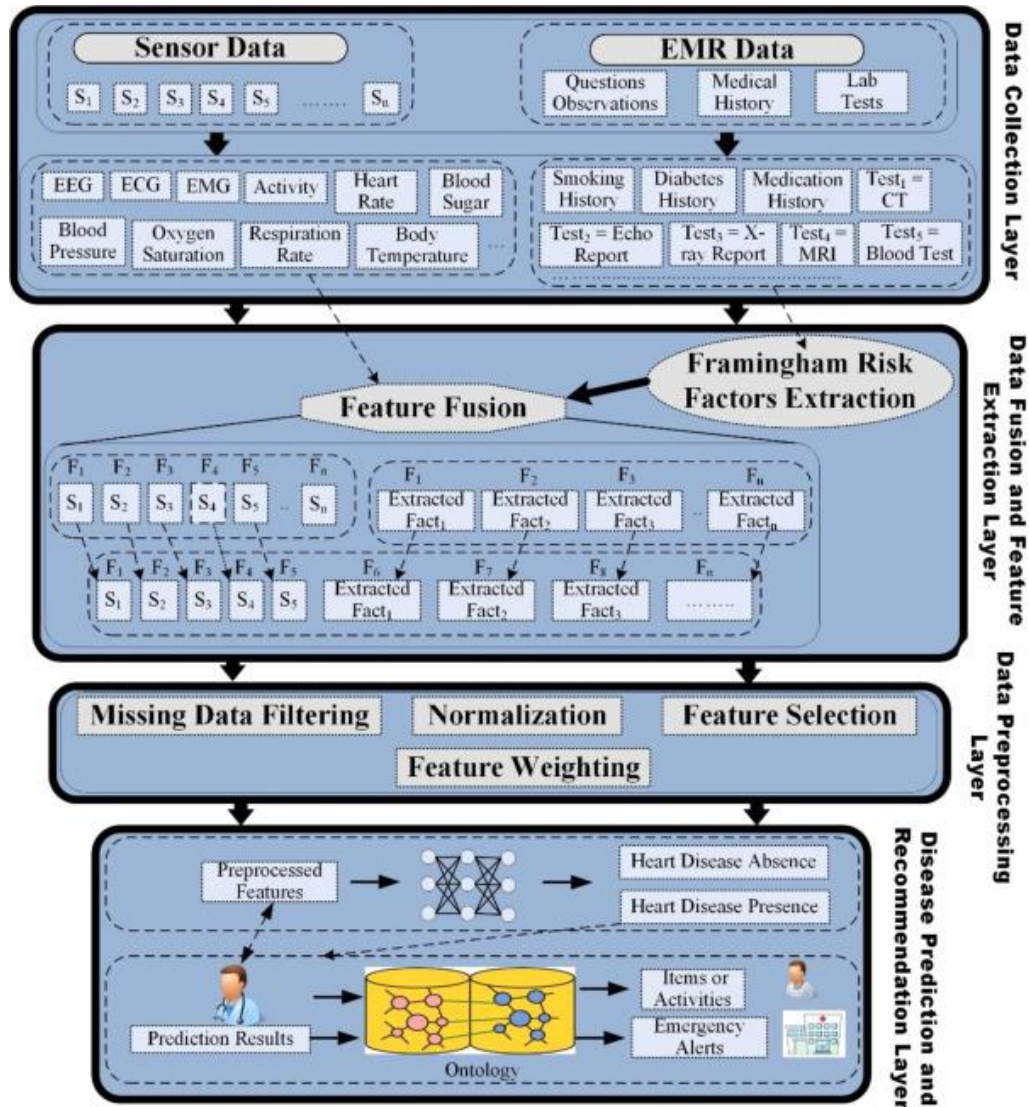 Sensor Data
EMR Data
S1 S2 S3 S4 S5 ....... Sn
Questions
Observations
Medical
History
Lab
Tests
EEG
ECG
EMG
Activity
Heart
Rate
Blood
Sugar
Blood
Pressure
Oxygen
Saturation
Respiration
Rate
Body
Temperature
...
Smoking
History
Diabetes
History
Medication
History
Test1 =
CT
Test2 = Echo
Report
Test3 = X-
ray Report
Test4 =
MRI
Test5 =
Blood Test
Data Collection Layer
Framingham Risk
Factors Extraction
Feature Fusion
F1 F2 F3 F4 F5 Fn
S1 S2 S3 S4 S5 .. Sn
F1 F2 F3 Fn
Extracted
Fact1
Extracted
Fact2
Extracted
Fact3
..
Extracted
Factn
F1 F2 F3 F4 F5 F6 F7 F8 Fn
S1 S2 S3 S4 S5
Extracted
Fact1
Extracted
Fact2
Extracted
Fact3
........
Data Fusion and Feature
Extraction Layer
Missing Data Filtering
Normalization
Feature Selection
Feature Weighting
Data Preprocessing
Layer
Preprocessed
Features
Heart Disease Absence
Heart Disease Presence
Prediction Results
Ontology
Items or
Activities
Emergency
Alerts
Disease Prediction and
Recommendation Layer